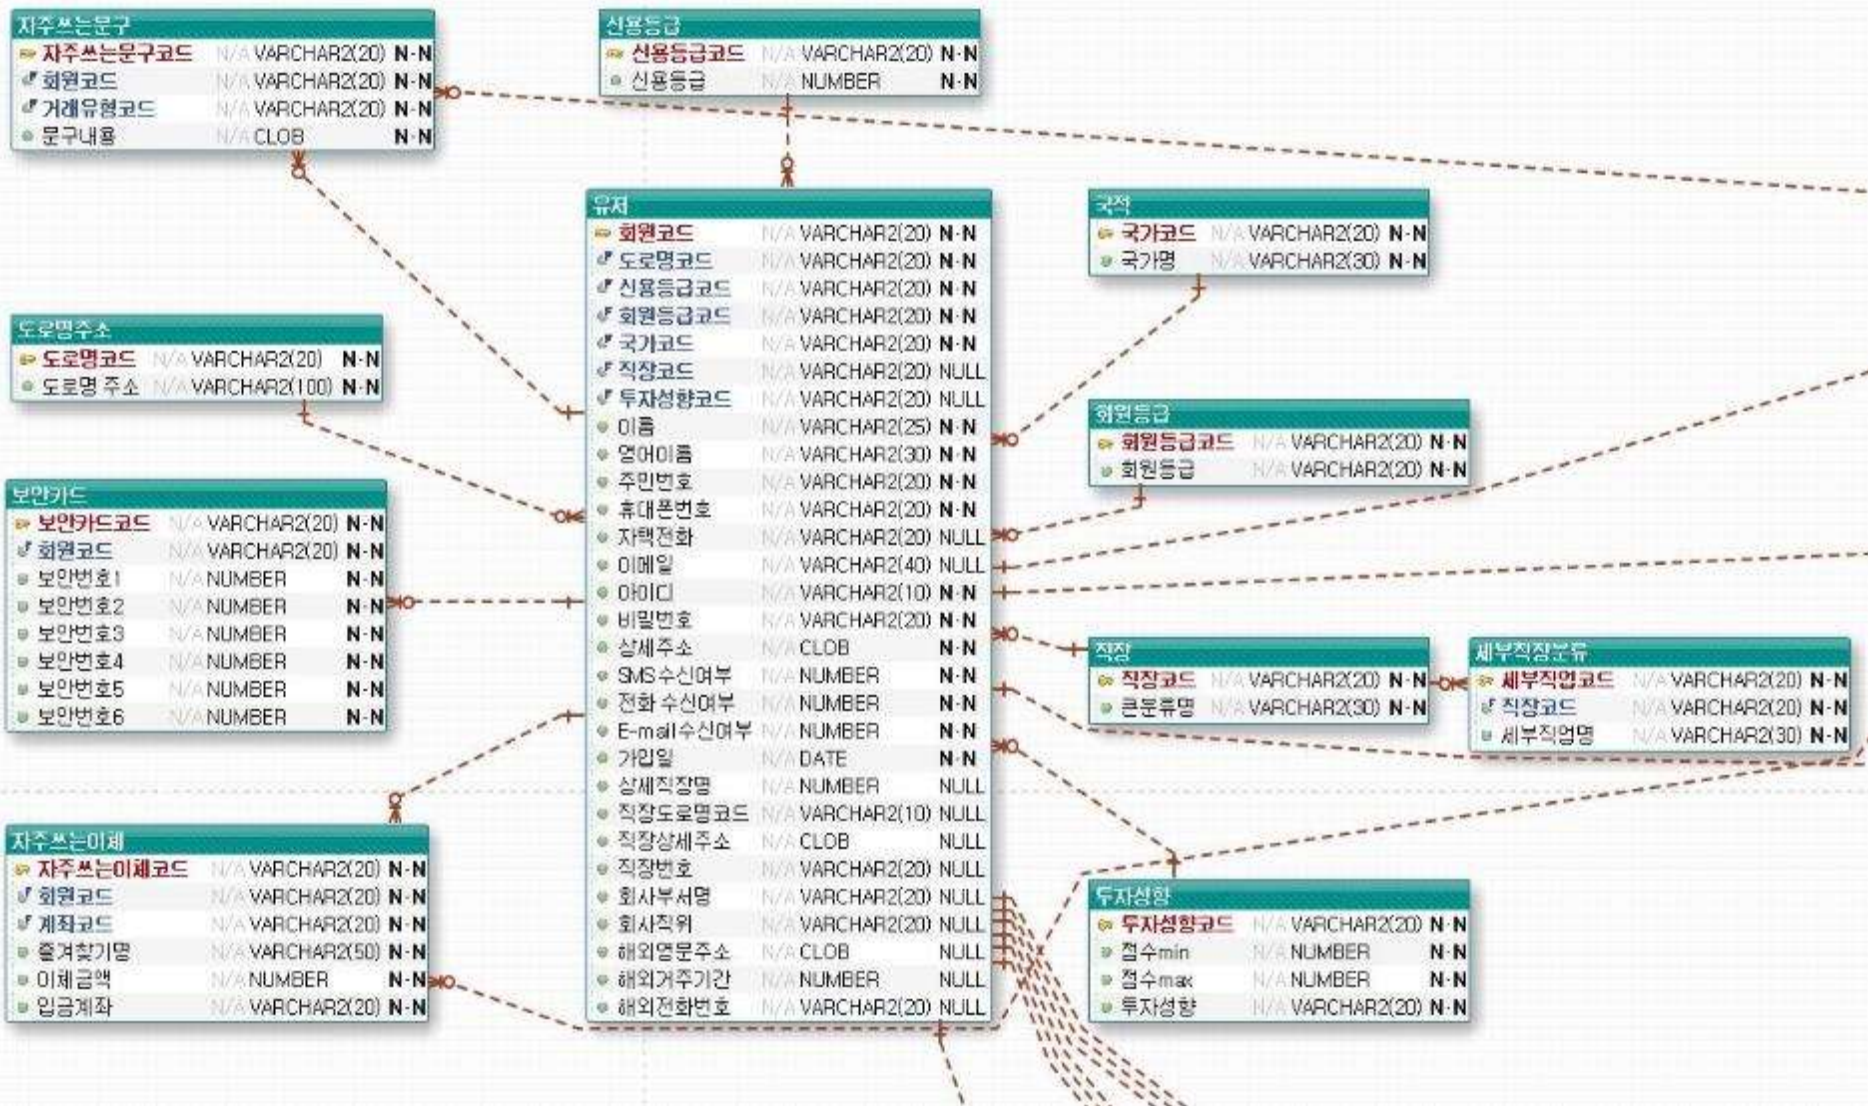 자주쓰는문구
자주쓰는문구코드 N/A VARCHAR2(20) N-N
회원코드 N/A VARCHAR2(20) N-N
거래유형코드 N/A VARCHAR2(20) N-N
문구내용 N/A CLOB N-N
신용등급
신용등급코드 N/A VARCHAR2(20) N-N
신용등급 N/A NUMBER N-N
유저
회원코드 N/A VARCHAR2(20) N-N
도로명코드 N/A VARCHAR2(20) N-N
신용등급코드 N/A VARCHAR2(20) N-N
회원등급코드 N/A VARCHAR2(20) N-N
국가코드 N/A VARCHAR2(20) N-N
직장코드 N/A VARCHAR2(20) NULL
투자성향코드 N/A VARCHAR2(20) NULL
이름 N/A VARCHAR2(25) N-N
영어이름 N/A VARCHAR2(30) N-N
주민번호 N/A VARCHAR2(20) N-N
휴대폰번호 N/A VARCHAR2(20) N-N
자택전화 N/A VARCHAR2(20) NULL
이메일 N/A VARCHAR2(40) NULL
아이디 N/A VARCHAR2(10) N-N
비밀번호 N/A VARCHAR2(20) N-N
상세주소 N/A CLOB N-N
SMS수신여부 N/A NUMBER N-N
전화 수신여부 N/A NUMBER N-N
E-mail수신여부 N/A NUMBER N-N
가입일 N/A DATE N-N
상세직장명 N/A NUMBER NULL
직장도로명코드 N/A VARCHAR2(10) NULL
직장상세주소 N/A CLOB NULL
직장번호 N/A VARCHAR2(20) NULL
회사부서명 N/A VARCHAR2(20) NULL
회사직위 N/A VARCHAR2(20) NULL
해외영문주소 N/A CLOB NULL
해외거주기간 N/A NUMBER NULL
해외전화번호 N/A VARCHAR2(20) NULL
국적
국가코드 N/A VARCHAR2(20) N-N
국가명 N/A VARCHAR2(30) N-N
도로명주소
도로명코드 N/A VARCHAR2(20) N-N
도로명 주소 N/A VARCHAR2(100) N-N
회원등급
회원등급코드 N/A VARCHAR2(20) N-N
회원등급 N/A VARCHAR2(20) N-N
보안카드
보안카드코드 N/A VARCHAR2(20) N-N
회원코드 N/A VARCHAR2(20) N-N
보안번호1 N/A NUMBER N-N
보안번호2 N/A NUMBER N-N
보안번호3 N/A NUMBER N-N
보안번호4 N/A NUMBER N-N
보안번호5 N/A NUMBER N-N
보안번호6 N/A NUMBER N-N
직장
직장코드 N/A VARCHAR2(20) N-N
큰분류명 N/A VARCHAR2(30) N-N
세부직장분류
세부직업코드 N/A VARCHAR2(20) N-N
직장코드 N/A VARCHAR2(20) N-N
세부직업명 N/A VARCHAR2(30) N-N
자주쓰는이체
자주쓰는이체코드 N/A VARCHAR2(20) N-N
회원코드 N/A VARCHAR2(20) N-N
계좌코드 N/A VARCHAR2(20) N-N
즐겨찾기명 N/A VARCHAR2(50) N-N
이체금액 N/A NUMBER N-N
입금계좌 N/A VARCHAR2(20) N-N
투자성향
투자성향코드 N/A VARCHAR2(20) N-N
점수min N/A NUMBER N-N
점수max N/A NUMBER N-N
투자성향 N/A VARCHAR2(20) N-N